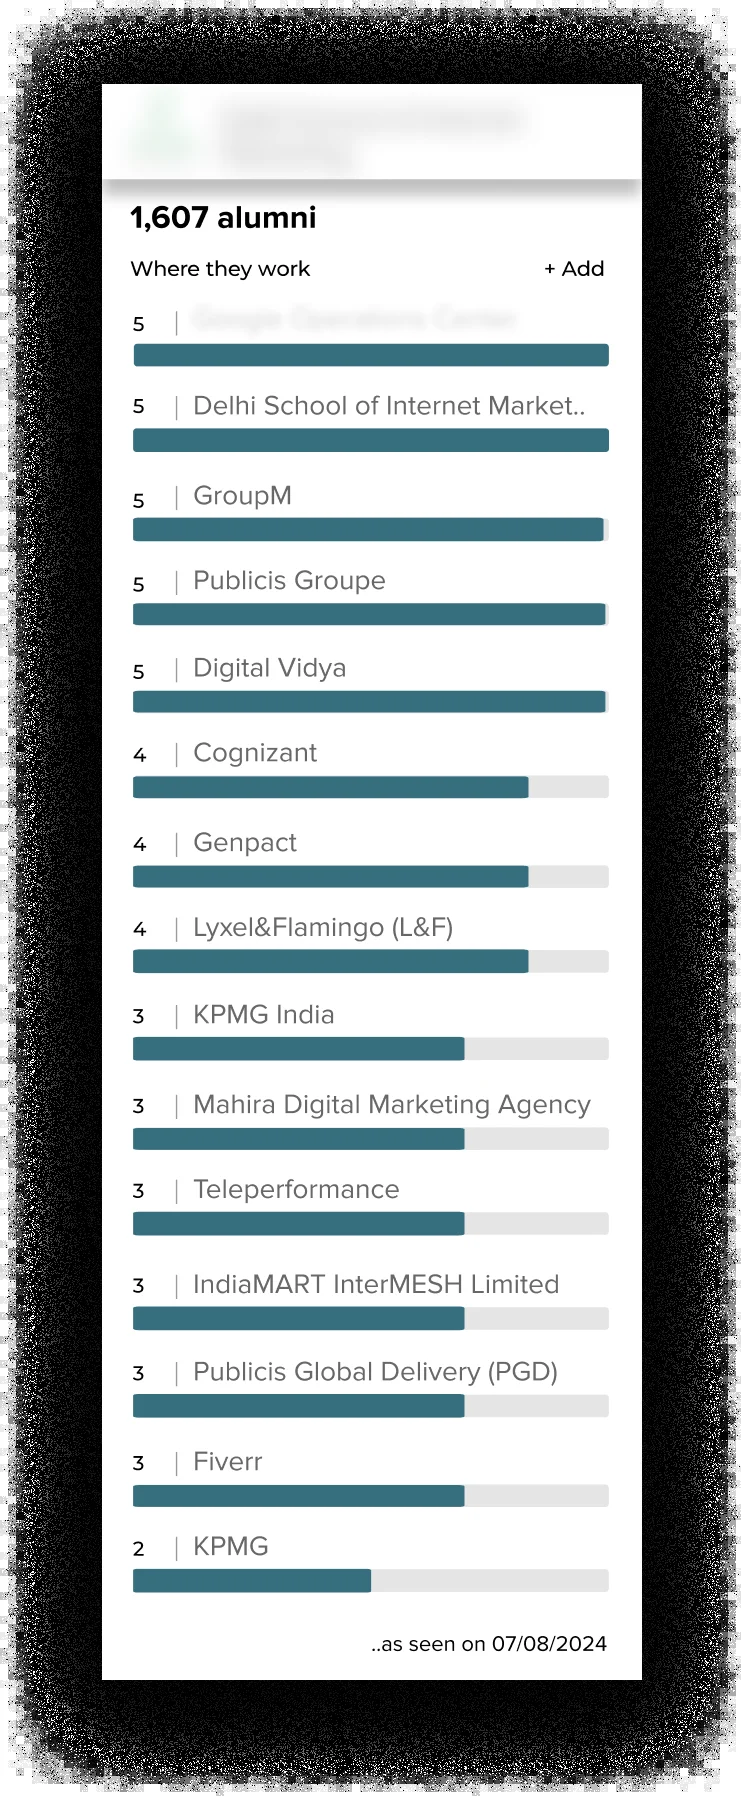 1,607 alumni
Where they work
+ Add
5 |
5 | Delhi School of Internet Market..
5 | GroupM
5 | Publicis Groupe
5 | Digital Vidya
4 | Cognizant
4 | Genpact
4 | Lyxel&Flamingo (L&F)
3 | KPMG India
3 | Mahira Digital Marketing Agency
3 | Teleperformance
3 | IndiaMART InterMESH Limited
3 | Publicis Global Delivery (PGD)
3 | Fiverr
2 | KPMG
..as seen on 07/08/2024